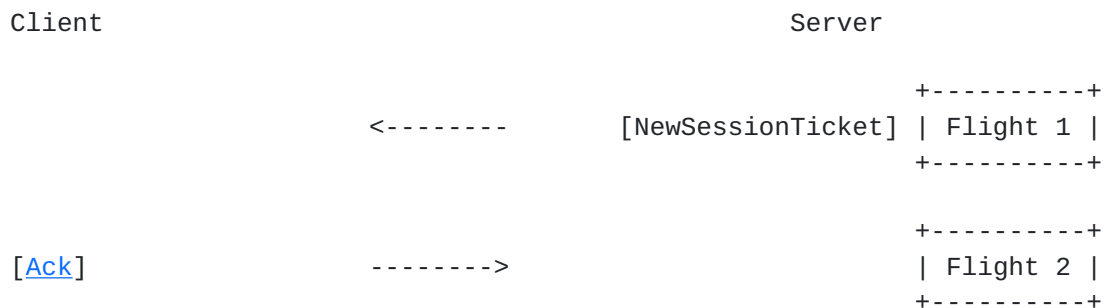 Client                                           Server

                                                         +----------+
                       <--------       [NewSessionTicket] | Flight 1 |
                                                         +----------+

                                                         +----------+
[Ack]                  -------->                          | Flight 2 |
                                                         +----------+